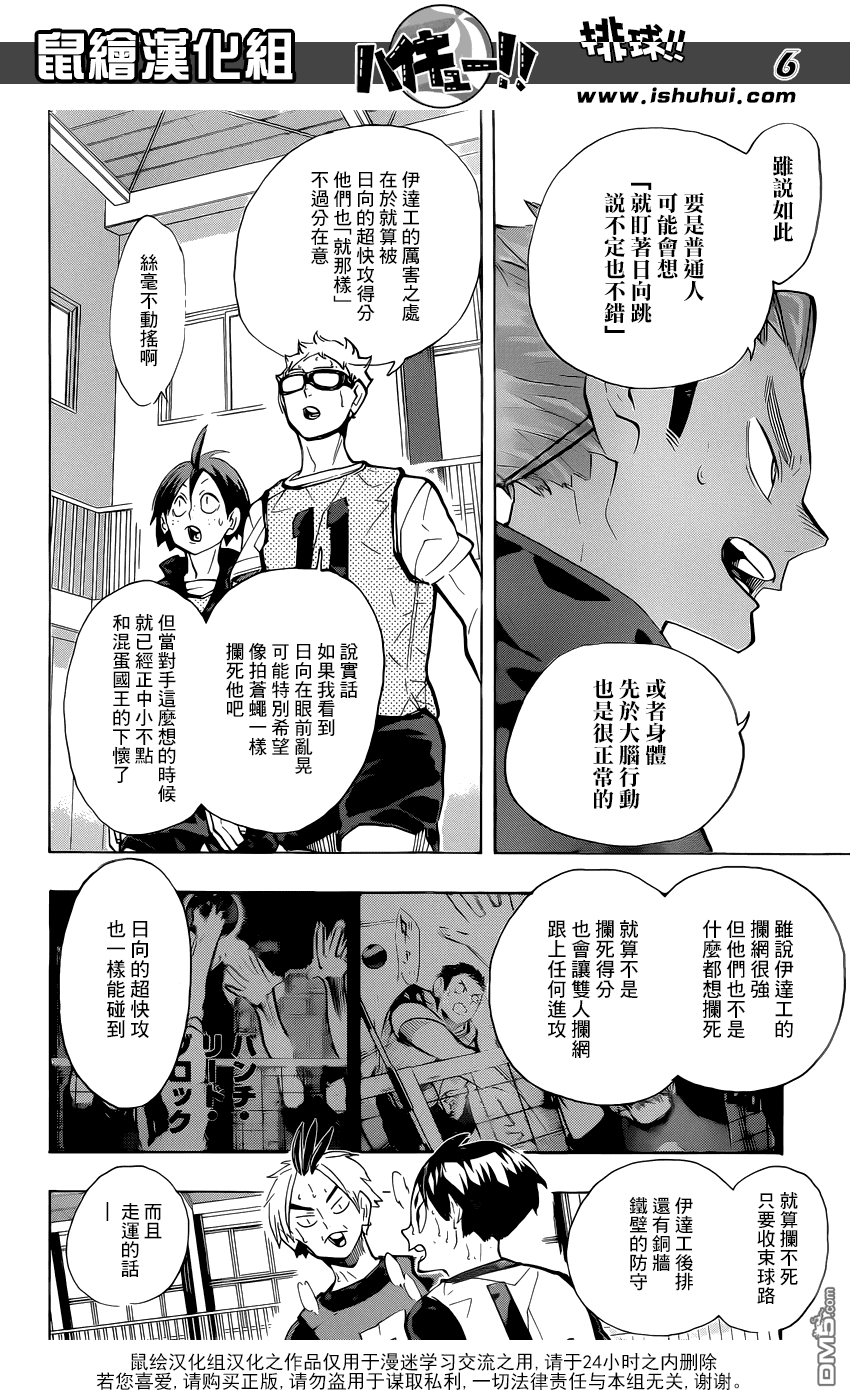 鼠繪漢化組
ハイキュー!!
排球!!
6
www.ishuhui.com
雖說如此
要是普通人
可能會想
「就盯著日向跳
說不定也不錯」
或者身體
先於大腦行動
也是很正常的
伊達工的厲害之處
在於就算被
日向的超快攻得分
他們也「就那樣」
不過分在意
絲毫不動搖啊
11
說實話
如果我看到
日向在眼前亂晃
可能特別希望
像拍蒼蠅一樣
攔死他吧
但當對手這麼想的時候
就已經正中小不點
和混蛋國王的下懷了
雖說伊達工的
攔網很強
但他們也不是
什麼都想攔死
就算不是
攔死得分
也會讓雙人攔網
跟上任何進攻
日向的超快攻
也一樣能碰到
バンチ・
リード・
ブロック
就算攔不死
只要收束球路
伊達工後排
還有銅牆
鐵壁的防守
而且
走運的話
—
DM5.com
鼠绘汉化组汉化之作品仅用于漫迷学习交流之用, 请于24小时之内删除
若您喜爱, 请购买正版, 请勿盗用于谋取私利, 一切法律责任与本组无关, 谢谢。